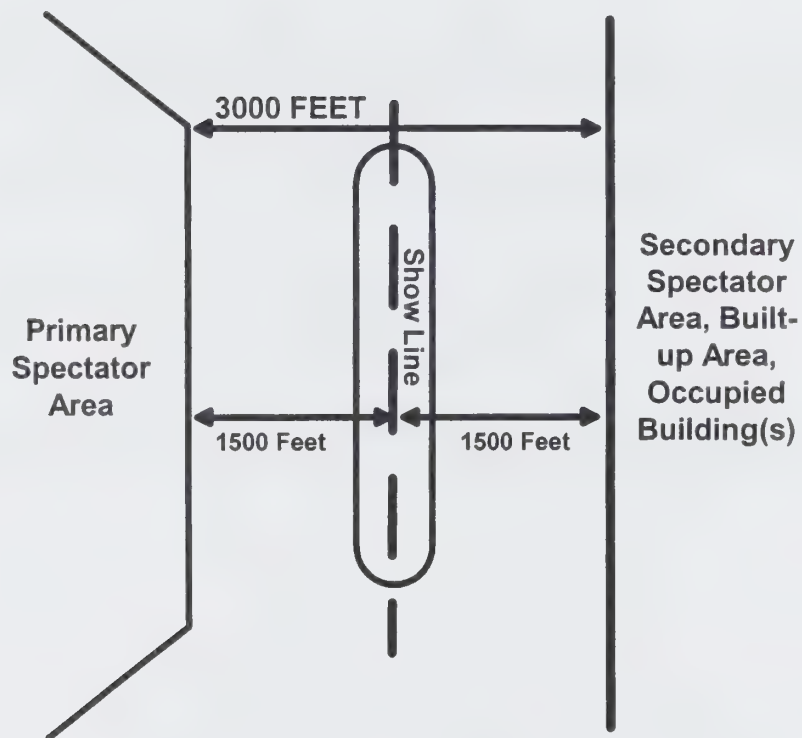 3000 FEET
Show Line
Primary
Spectator
Area
Secondary
Spectator
Area, Built-
up Area,
Occupied
Building(s)
1500 Feet
1500 Feet